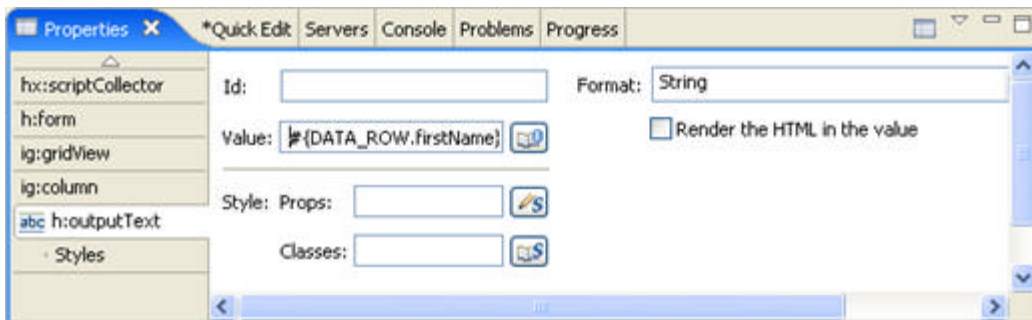 Properties *Quick Edit Servers Console Problems Progress
hx:scriptCollector
h:form
ig:gridView
ig:column
abc h:outputText
Styles
Id:
Value: #{DATA_ROW.firstName}
Style: Props:
Classes:
Format: String
Render the HTML in the value